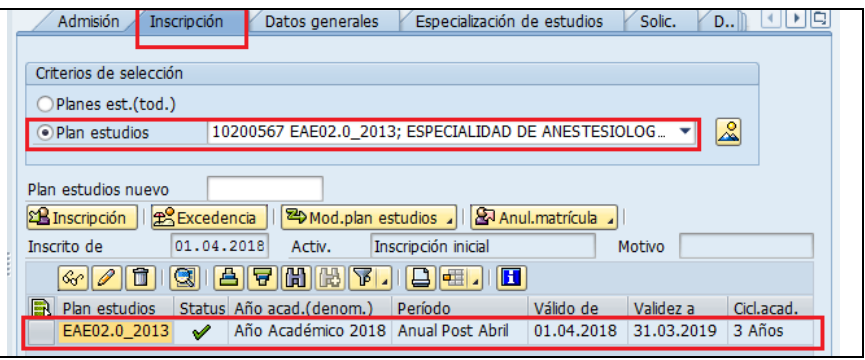 Admisión Inscripción Datos generales Especialización de estudios Solic. D..
Criterios de selección
Planes est.(tod.)
Plan estudios 10200567 EAE02.0_2013; ESPECIALIDAD DE ANESTESIOLOG...
Plan estudios nuevo
Inscripción Excedencia Mod.plan estudios Anul.matrícula
Inscrito de 01.04.2018 Activ. Inscripción inicial Motivo
Plan estudios Status Año acad.(denom.) Período Válido de Validez a Cicl.acad.
EAE02.0_2013 Año Académico 2018 Anual Post Abril 01.04.2018 31.03.2019 3 Años